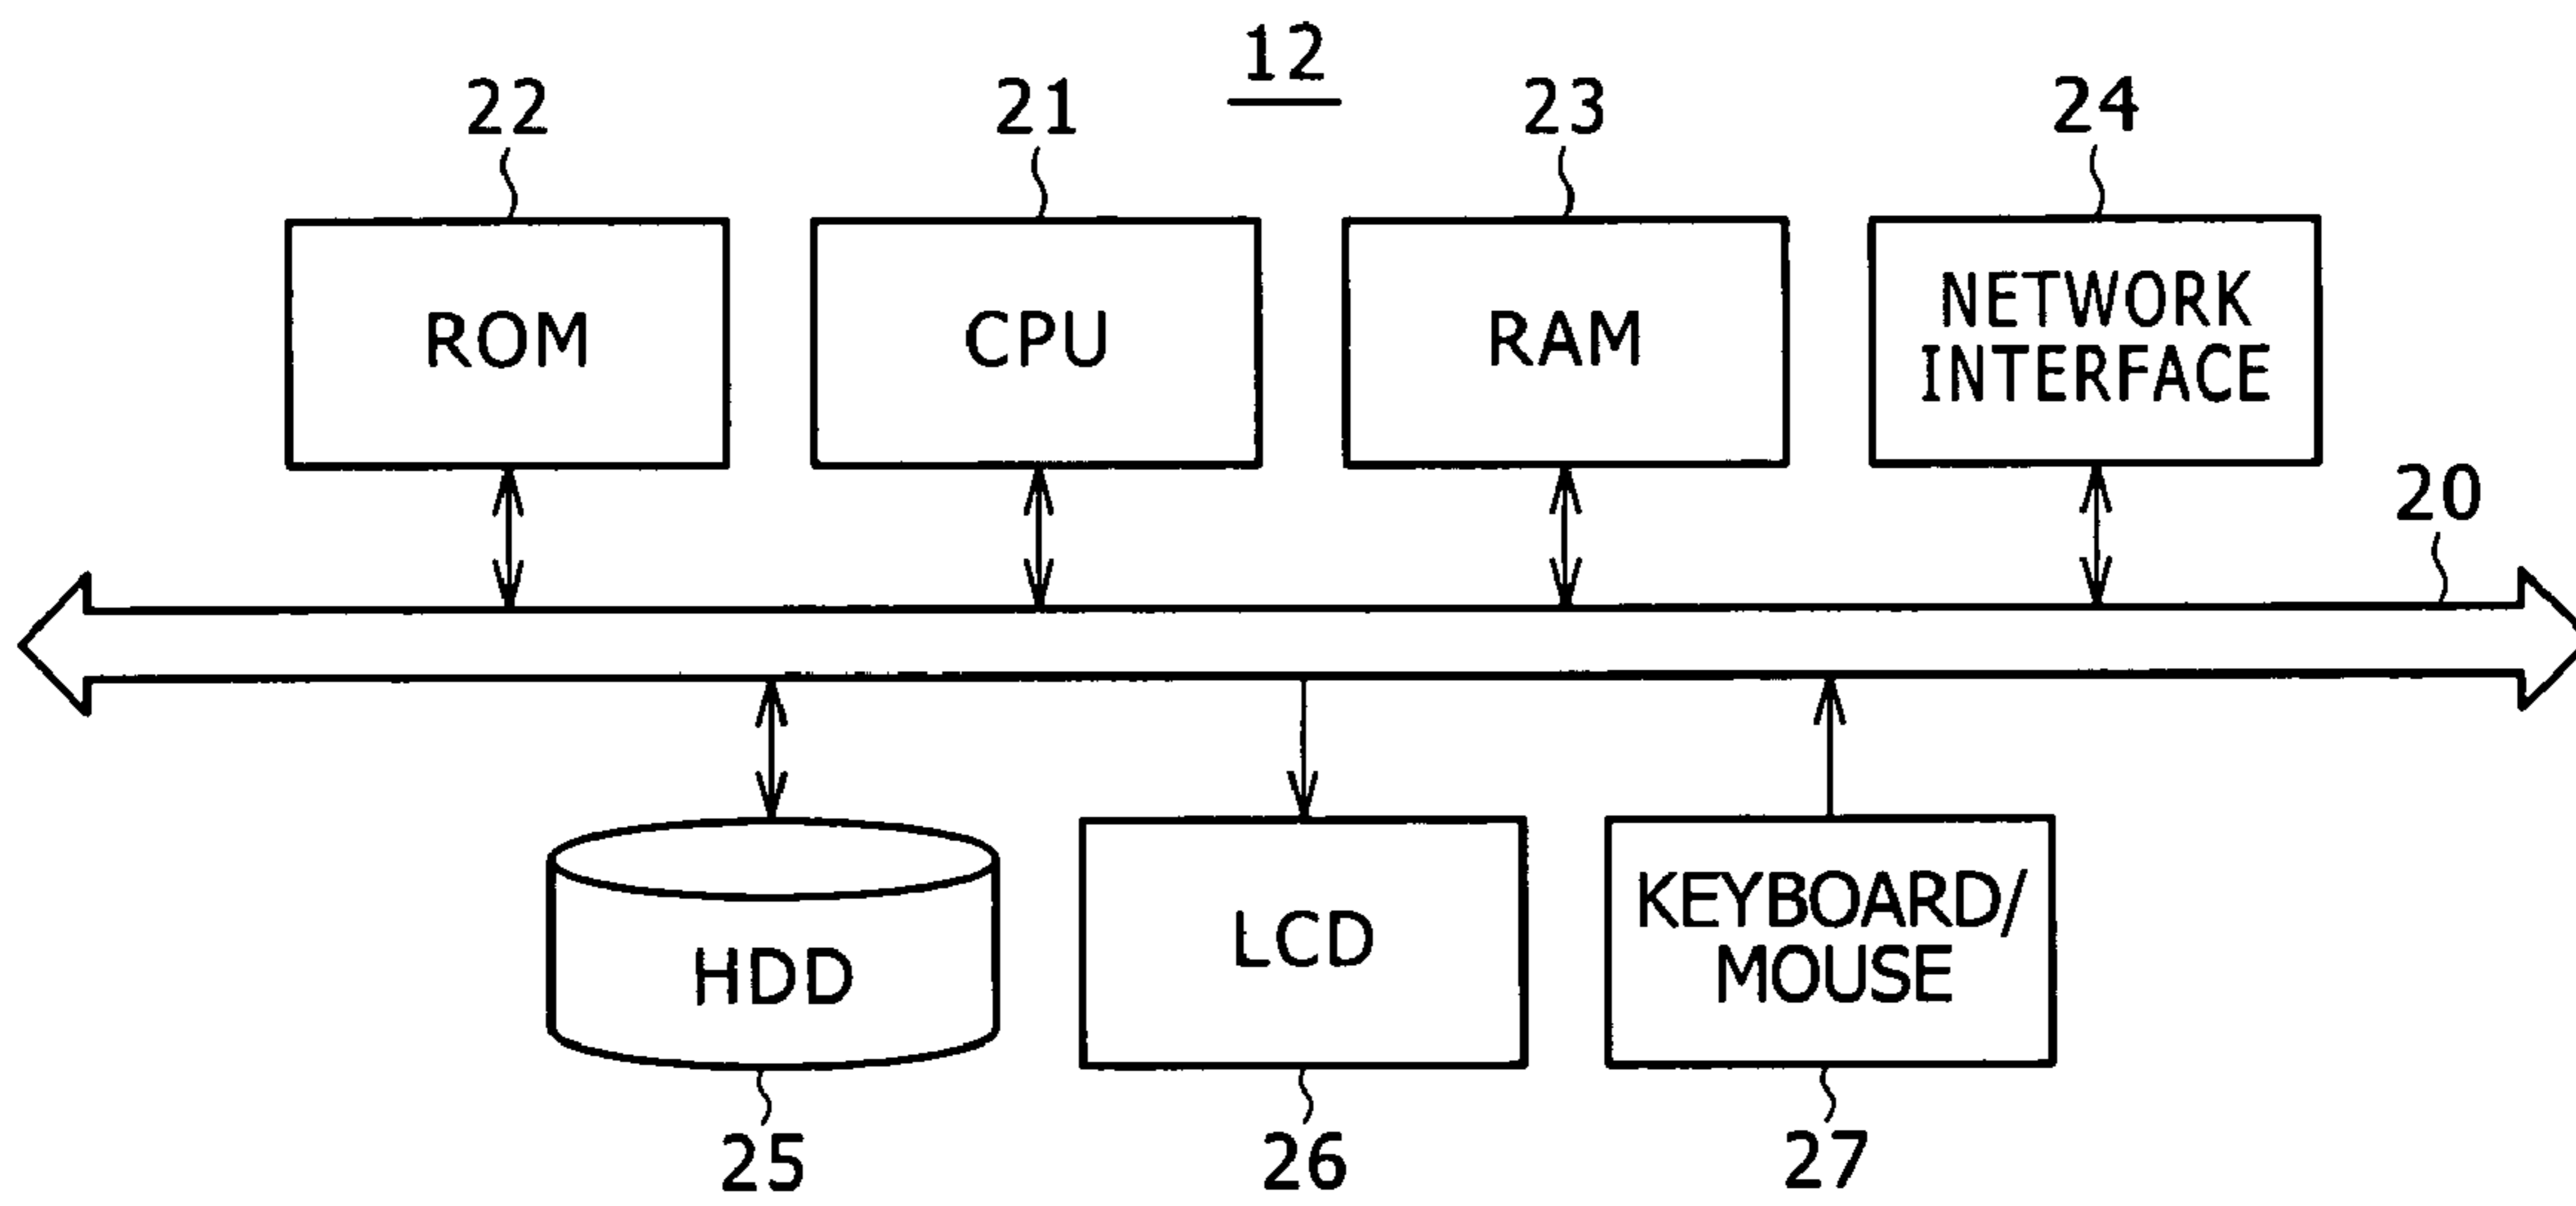 12
22
21
23
24
ROM
CPU
RAM
NETWORK
INTERFACE
20
HDD
LCD
KEYBOARD/
MOUSE
25
26
27